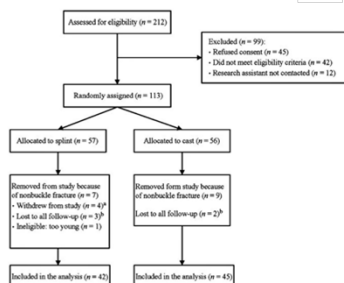 Assessed for eligibility (n = 212)
Excluded (n = 99):
· Refused consent (n = 45)
· Did not meet eligibility criteria (n = 42)
· Research assistant not contacted (n = 12)
Randomly assigned (n = 113)
Allocated to splint (n = 57)
Allocated to cast (n = 56)
Removed from study because
of nonbuckle fracture (n = 7)
· Withdrew from study (n = 4)ᵃ
· Lost to all follow-up (n = 3)ᵇ
· Ineligible: too young (n = 1)
Removed form study because
of nonbuckle fracture (n = 9)
Lost to all follow-up (n = 2)ᵇ
Included in the analysis (n = 42)
Included in the analysis (n = 45)